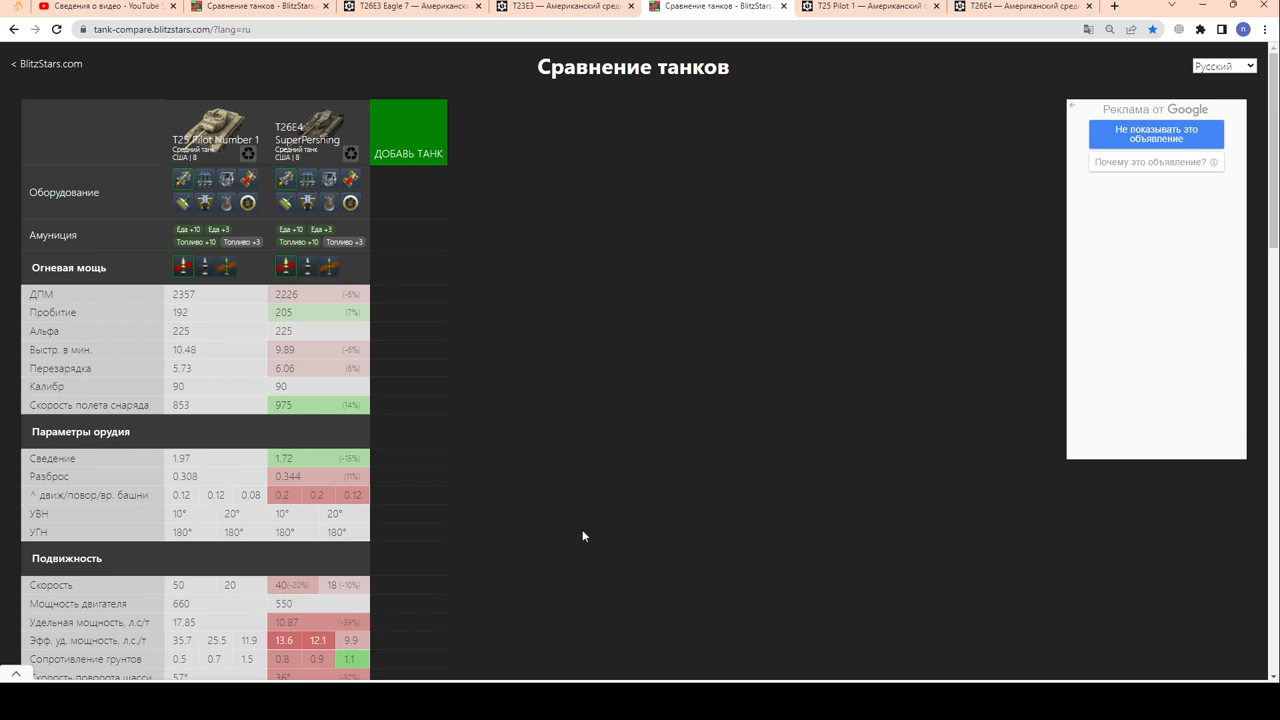 Сведения о видео - YouTube
Сравнение танков - BlitzStars.
T26E3 Eagle 7 — Американски
T23E3 — Американский сред
Сравнение танков - BlitzStars.
T25 Pilot 1 — Американский с
T26E4 — Американский средн
tank-compare.blitzstars.com/?lang=ru
n
< BlitzStars.com
Сравнение танков
Русский
T25 Pilot Number 1
Средний танк
США | 8
T26E4 SuperPershing
Средний танк
США | 8
ДОБАВЬ ТАНК
Реклама от Google
Не показывать это объявление
Почему это объявление?
Оборудование
Амуниция
Еда +10 Еда +3
Топливо +10 Топливо +3
Еда +10 Еда +3
Топливо +10 Топливо +3
Огневая мощь
ДПМ 2357 2226 (-6%)
Пробитие 192 205 (7%)
Альфа 225 225
Выстр. в мин. 10.48 9.89 (-6%)
Перезарядка 5.73 6.06 (6%)
Калибр 90 90
Скорость полета снаряда 853 975 (14%)
Параметры орудия
Сведение 1.97 1.72 (-15%)
Разброс 0.308 0.344 (11%)
^ движ/повор/вр. башни 0.12 0.12 0.08 0.2 0.2 0.12
УВН 10° 20° 10° 20°
УГН 180° 180° 180° 180°
Подвижность
Скорость 50 20 40(-20%) 18 (-10%)
Мощность двигателя 660 550
Удельная мощность, л.с/т 17.85 10.87 (-39%)
Эфф. уд. мощность, л.с./т 35.7 25.5 11.9 13.6 12.1 9.9
Сопротивление грунтов 0.5 0.7 1.5 0.8 0.9 1.1
Скорость поворота шасси 57° 36° (-37%)